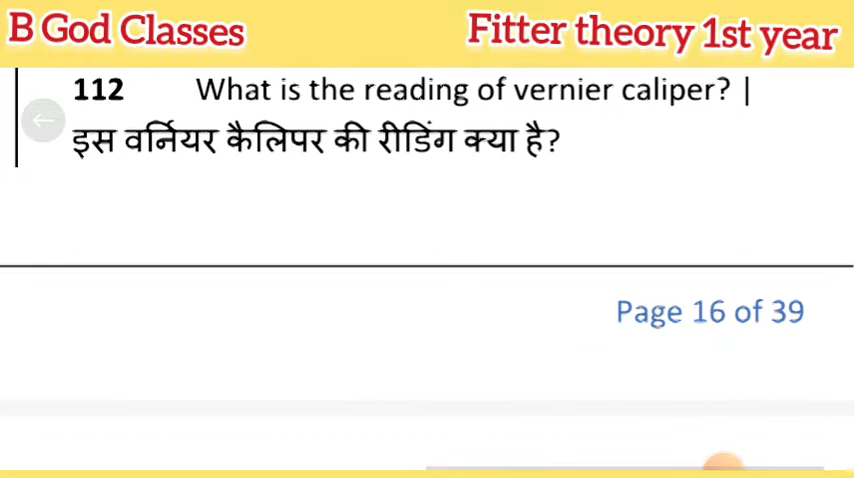 B God Classes
Fitter theory 1st year
112 What is the reading of vernier caliper? |
इस वर्नियर कैलिपर की रीडिंग क्या है?
Page 16 of 39